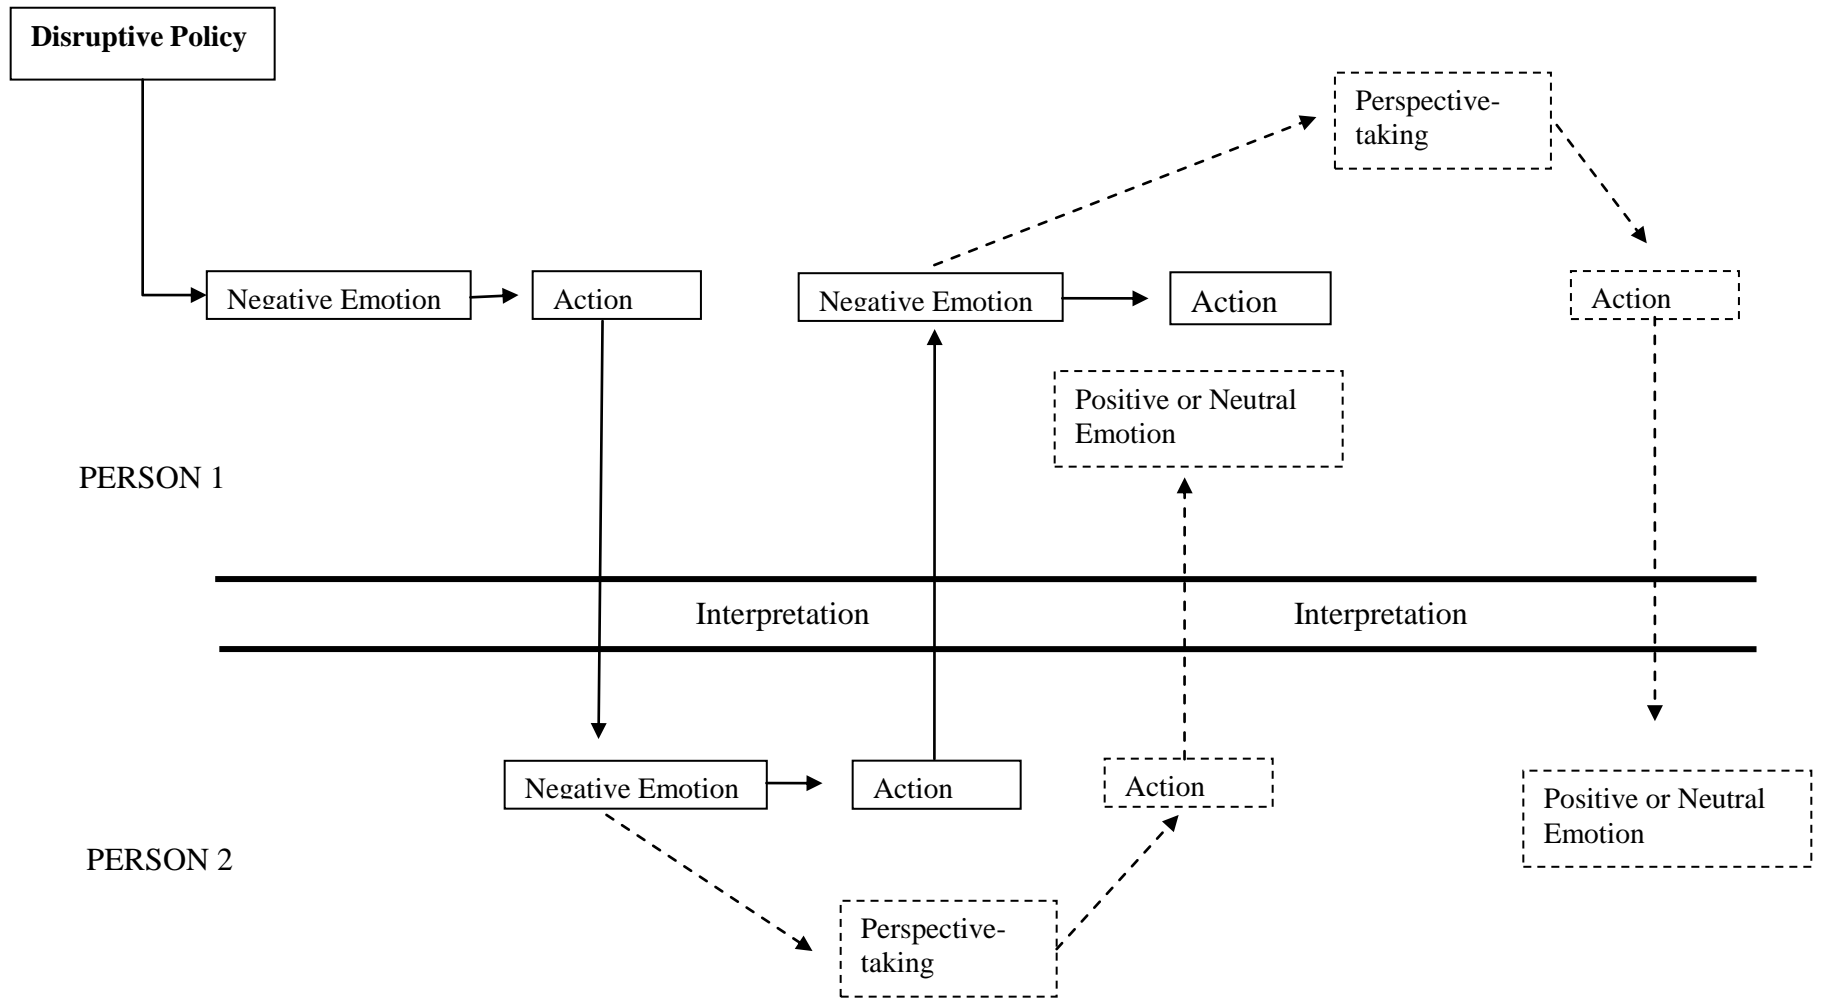 Disruptive Policy
Perspective-
taking
Negative Emotion
Action
Negative Emotion
Action
Action
Positive or Neutral
Emotion
PERSON 1
Interpretation
Interpretation
Negative Emotion
Action
Action
Positive or Neutral
Emotion
PERSON 2
Perspective-
taking